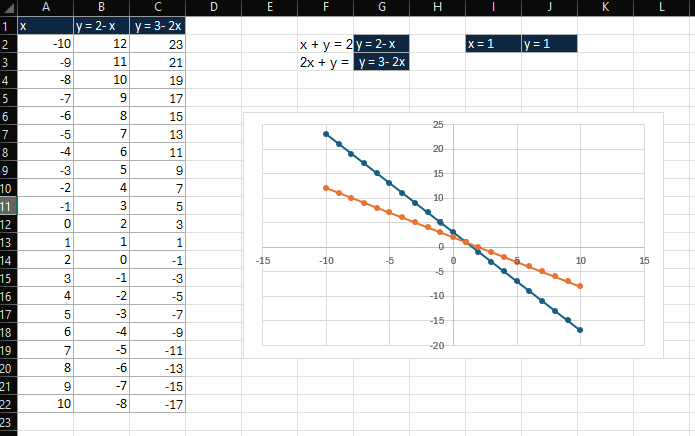 A B C D E F G H I J K L
1 x y = 2- x y = 3- 2x
2 -10 12 23 x + y = 2 y = 2- x x = 1 y = 1
3 -9 11 21 2x + y = y = 3- 2x
4 -8 10 19
5 -7 9 17
6 -6 8 15
7 -5 7 13
8 -4 6 11
9 -3 5 9
10 -2 4 7
11 -1 3 5
12 0 2 3
13 1 1 1
14 2 0 -1
15 3 -1 -3
16 4 -2 -5
17 5 -3 -7
18 6 -4 -9
19 7 -5 -11
20 8 -6 -13
21 9 -7 -15
22 10 -8 -17
23
25
20
15
10
5
0
-15 -10 -5 0 5 10 15
-5
-10
-15
-20